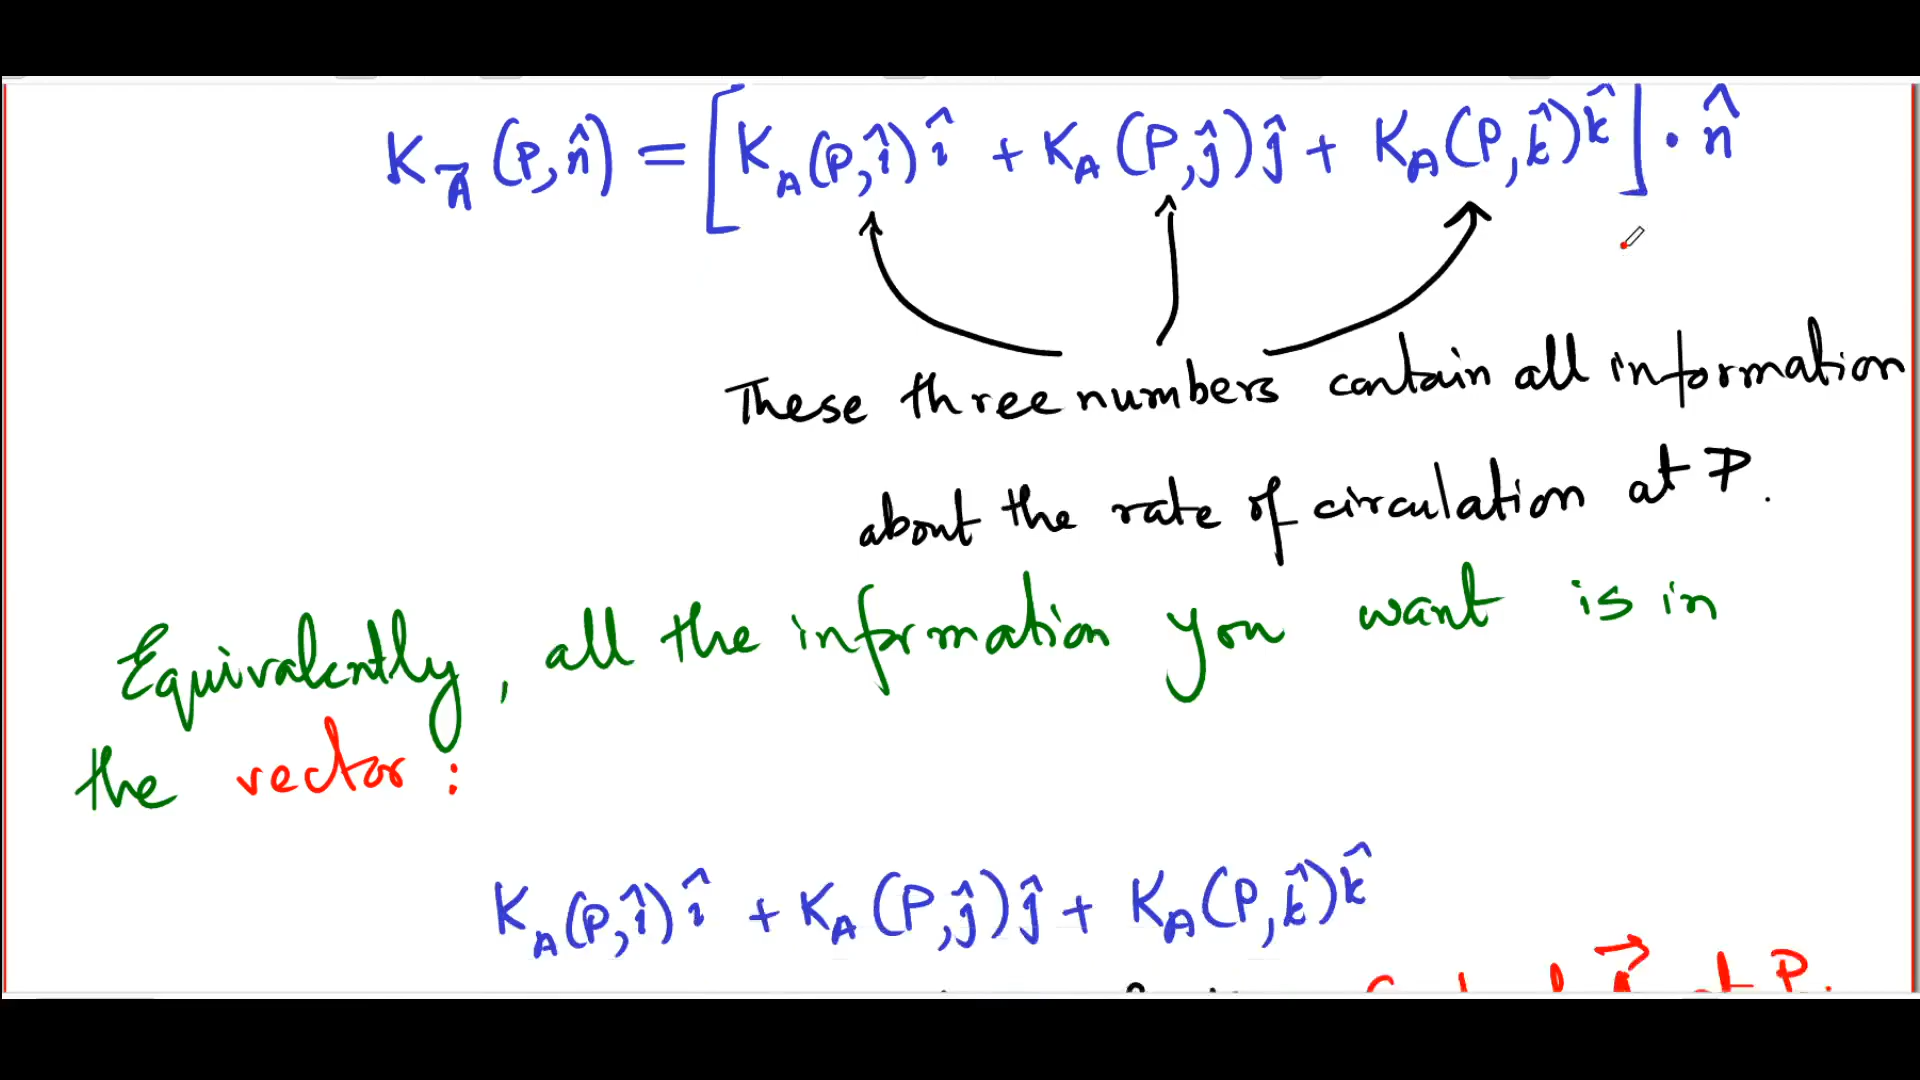 K_A⃗ (P, n̂) = [K_A (P, î) î + K_A (P, ĵ) ĵ + K_A (P, k̂) k̂] · n̂
These three numbers contain all information
about the rate of circulation at P.
Equivalently, all the information you want is in
the vector :
K_A (P, î) î + K_A (P, ĵ) ĵ + K_A (P, k̂) k̂
at P.